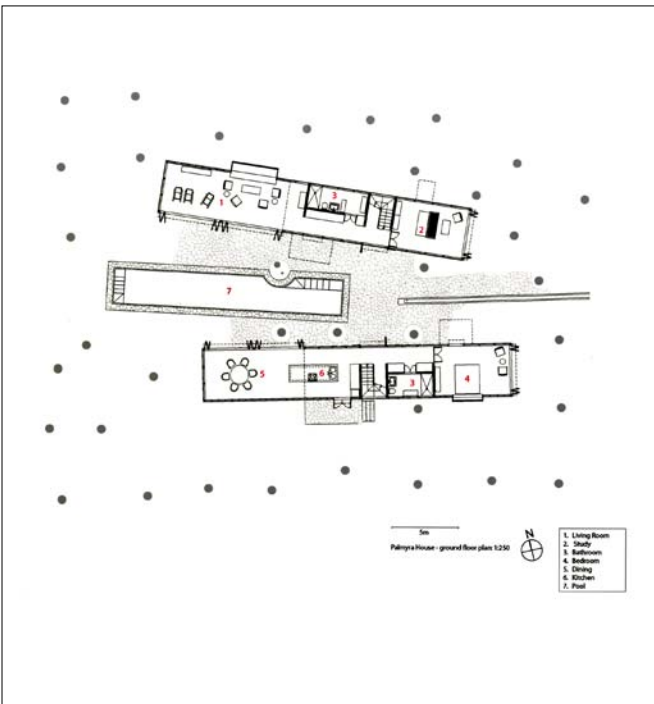 3
1
2
7
5
6
3
4
5m
N
Palmyra House - ground floor plan: 1:250
1. Living Room
2. Study
3. Bathroom
4. Bedroom
5. Dining
6. Kitchen
7. Pool